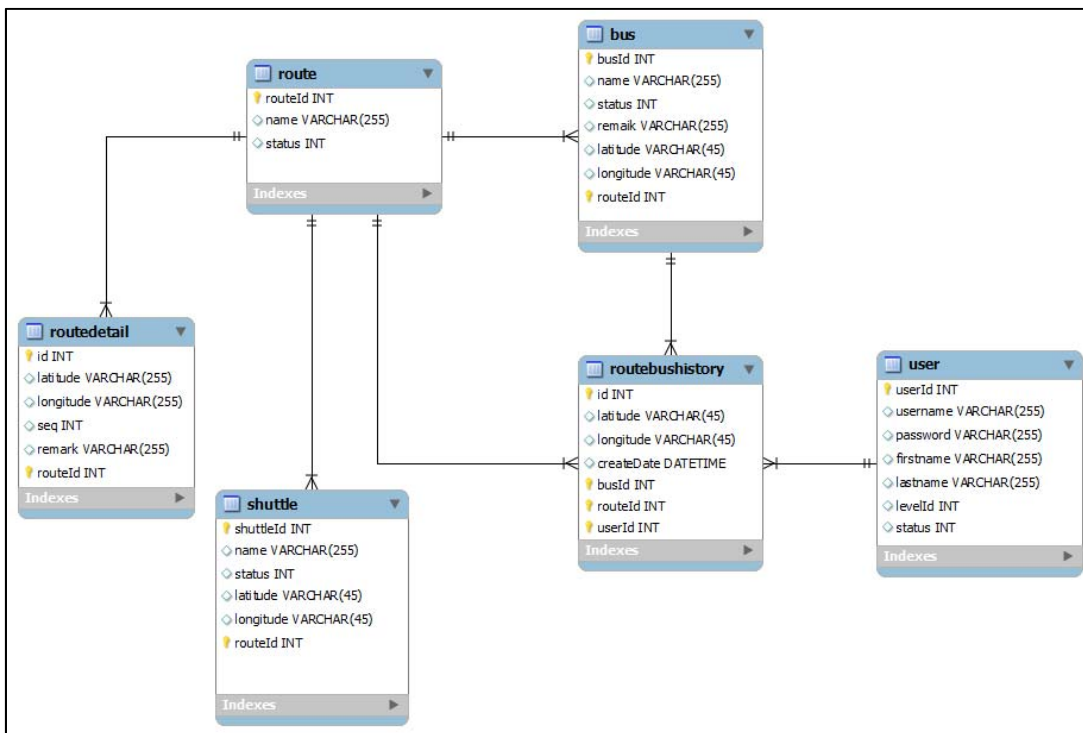 route
routeId INT
name VARCHAR(255)
status INT
Indexes
bus
busId INT
name VARCHAR(255)
status INT
remaik VARCHAR(255)
latitude VARCHAR(45)
longitude VARCHAR(45)
routeId INT
Indexes
routedetail
id INT
latitude VARCHAR(255)
longitude VARCHAR(255)
seq INT
remark VARCHAR(255)
routeId INT
Indexes
shuttle
shuttleId INT
name VARCHAR(255)
status INT
latitude VARCHAR(45)
longitude VARCHAR(45)
routeId INT
Indexes
routebushistory
id INT
latitude VARCHAR(45)
longitude VARCHAR(45)
createDate DATETIME
busId INT
routeId INT
userId INT
Indexes
user
userId INT
username VARCHAR(255)
password VARCHAR(255)
firstname VARCHAR(255)
lastname VARCHAR(255)
levelId INT
status INT
Indexes